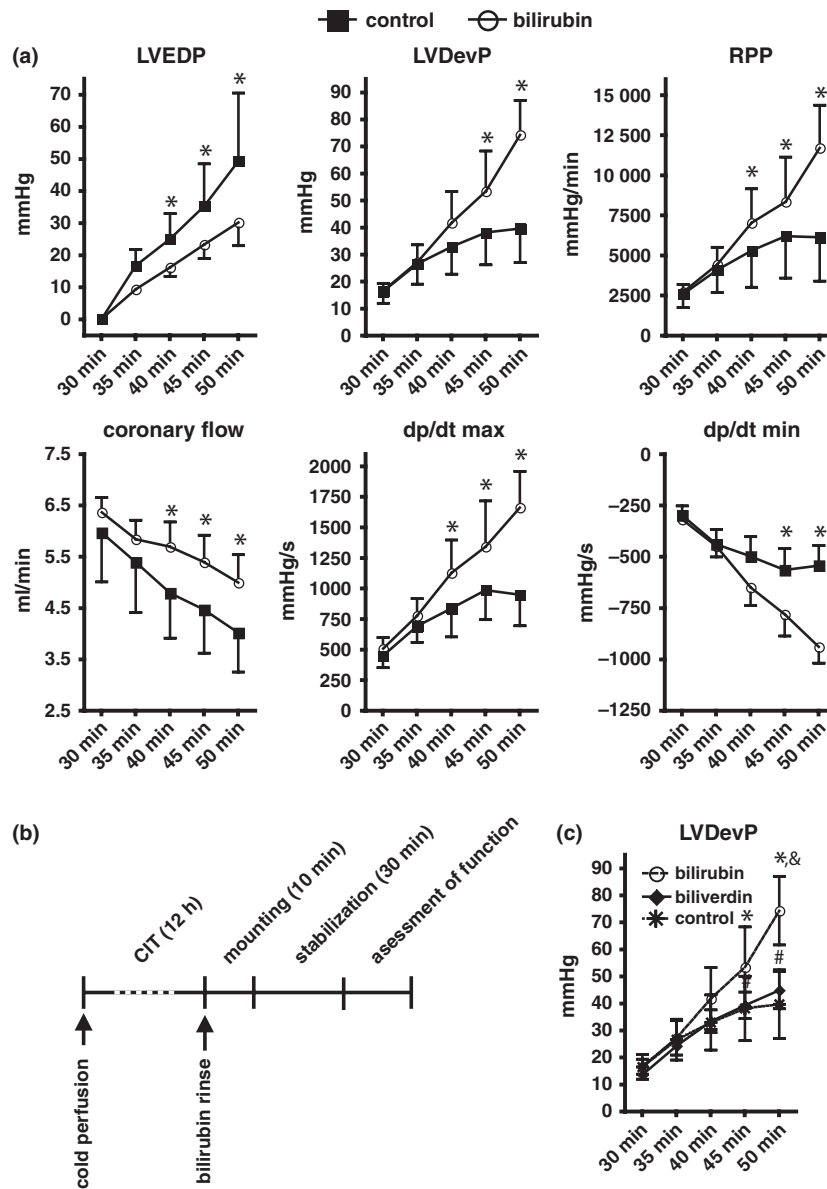 control bilirubin
(a)
LVEDP
mmHg
70
60
50
40
30
20
10
0
* * *
30 min 35 min 40 min 45 min 50 min
LVDevP
mmHg
90
80
70
60
50
40
30
20
10
0
* *
30 min 35 min 40 min 45 min 50 min
RPP
mmHg/min
15 000
12 500
10 000
7500
5000
2500
0
* * *
30 min 35 min 40 min 45 min 50 min
coronary flow
ml/min
7.5
6.5
5.5
4.5
3.5
2.5
* * *
30 min 35 min 40 min 45 min 50 min
dp/dt max
mmHg/s
2000
1750
1500
1250
1000
750
500
250
0
* * *
30 min 35 min 40 min 45 min 50 min
dp/dt min
mmHg/s
0
−250
−500
−750
−1000
−1250
* *
30 min 35 min 40 min 45 min 50 min
(b)
CIT (12 h)
mounting (10 min)
stabilization (30 min)
asessment of function
cold perfusion
bilirubin rinse
(c)
LVDevP
bilirubin
biliverdin
control
mmHg
90
80
70
60
50
40
30
20
10
0
*
*,&
#
#
30 min 35 min 40 min 45 min 50 min